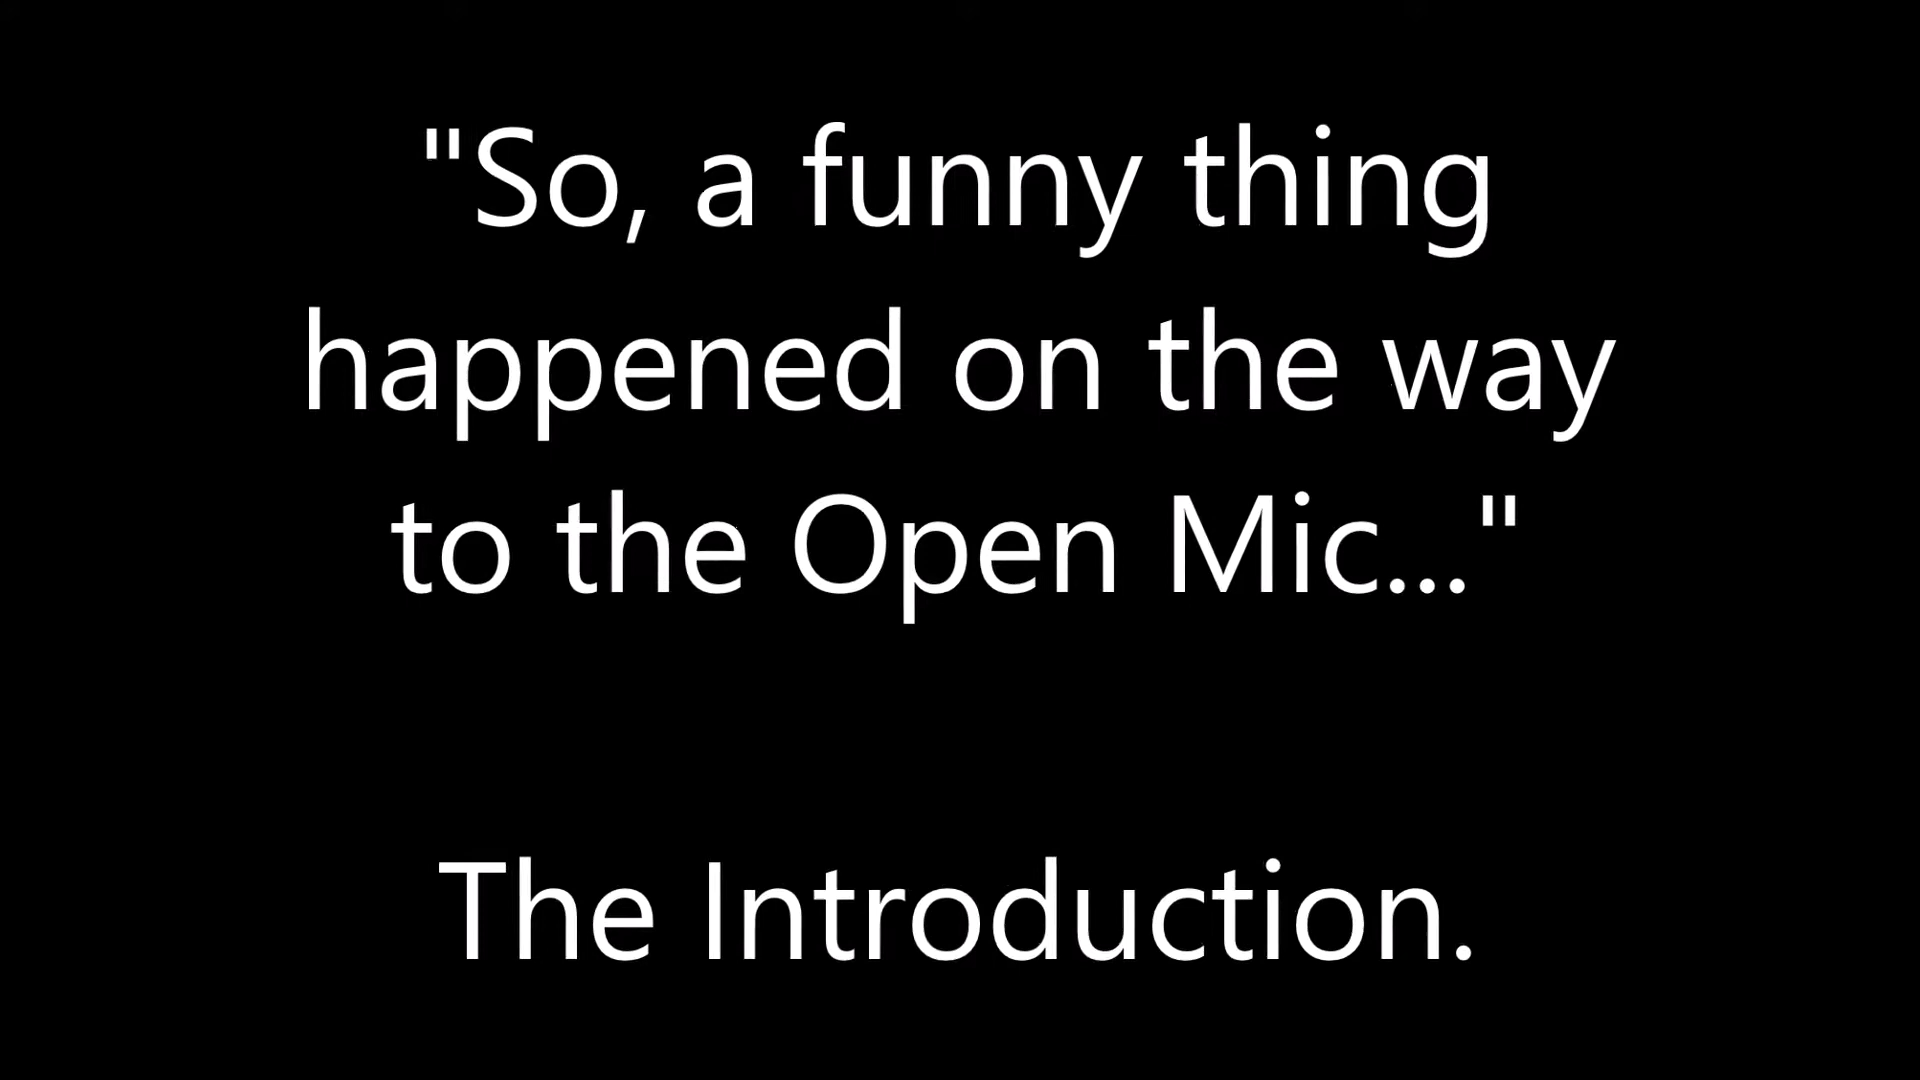 "So, a funny thing
happened on the way
to the Open Mic..."
The Introduction.